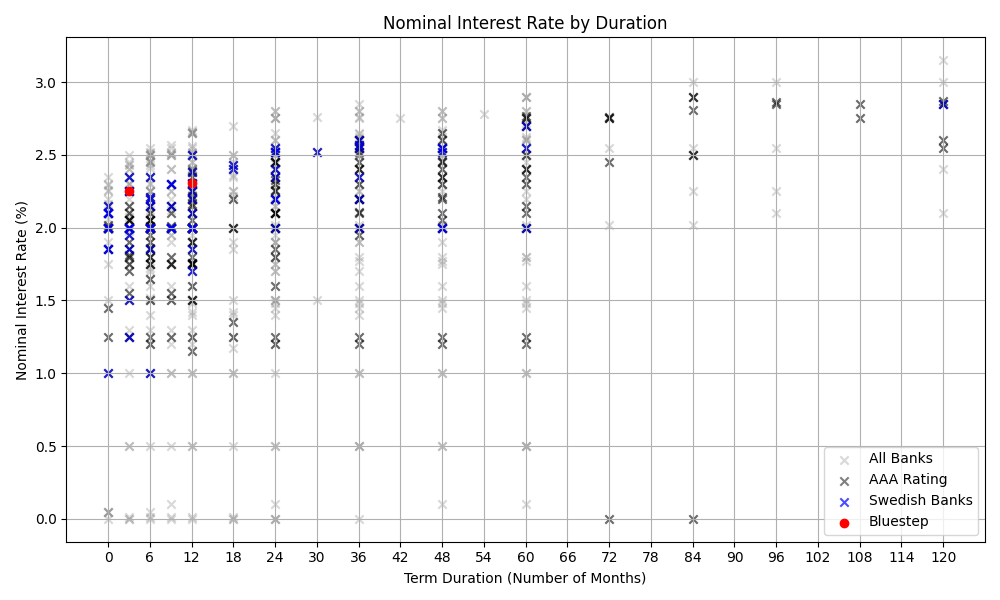 Nominal Interest Rate by Duration
Nominal Interest Rate (%)
3.0
2.5
2.0
1.5
1.0
0.5
0.0
All Banks
AAA Rating
Swedish Banks
Bluestep
0 6 12 18 24 30 36 42 48 54 60 66 72 78 84 90 96 102 108 114 120
Term Duration (Number of Months)